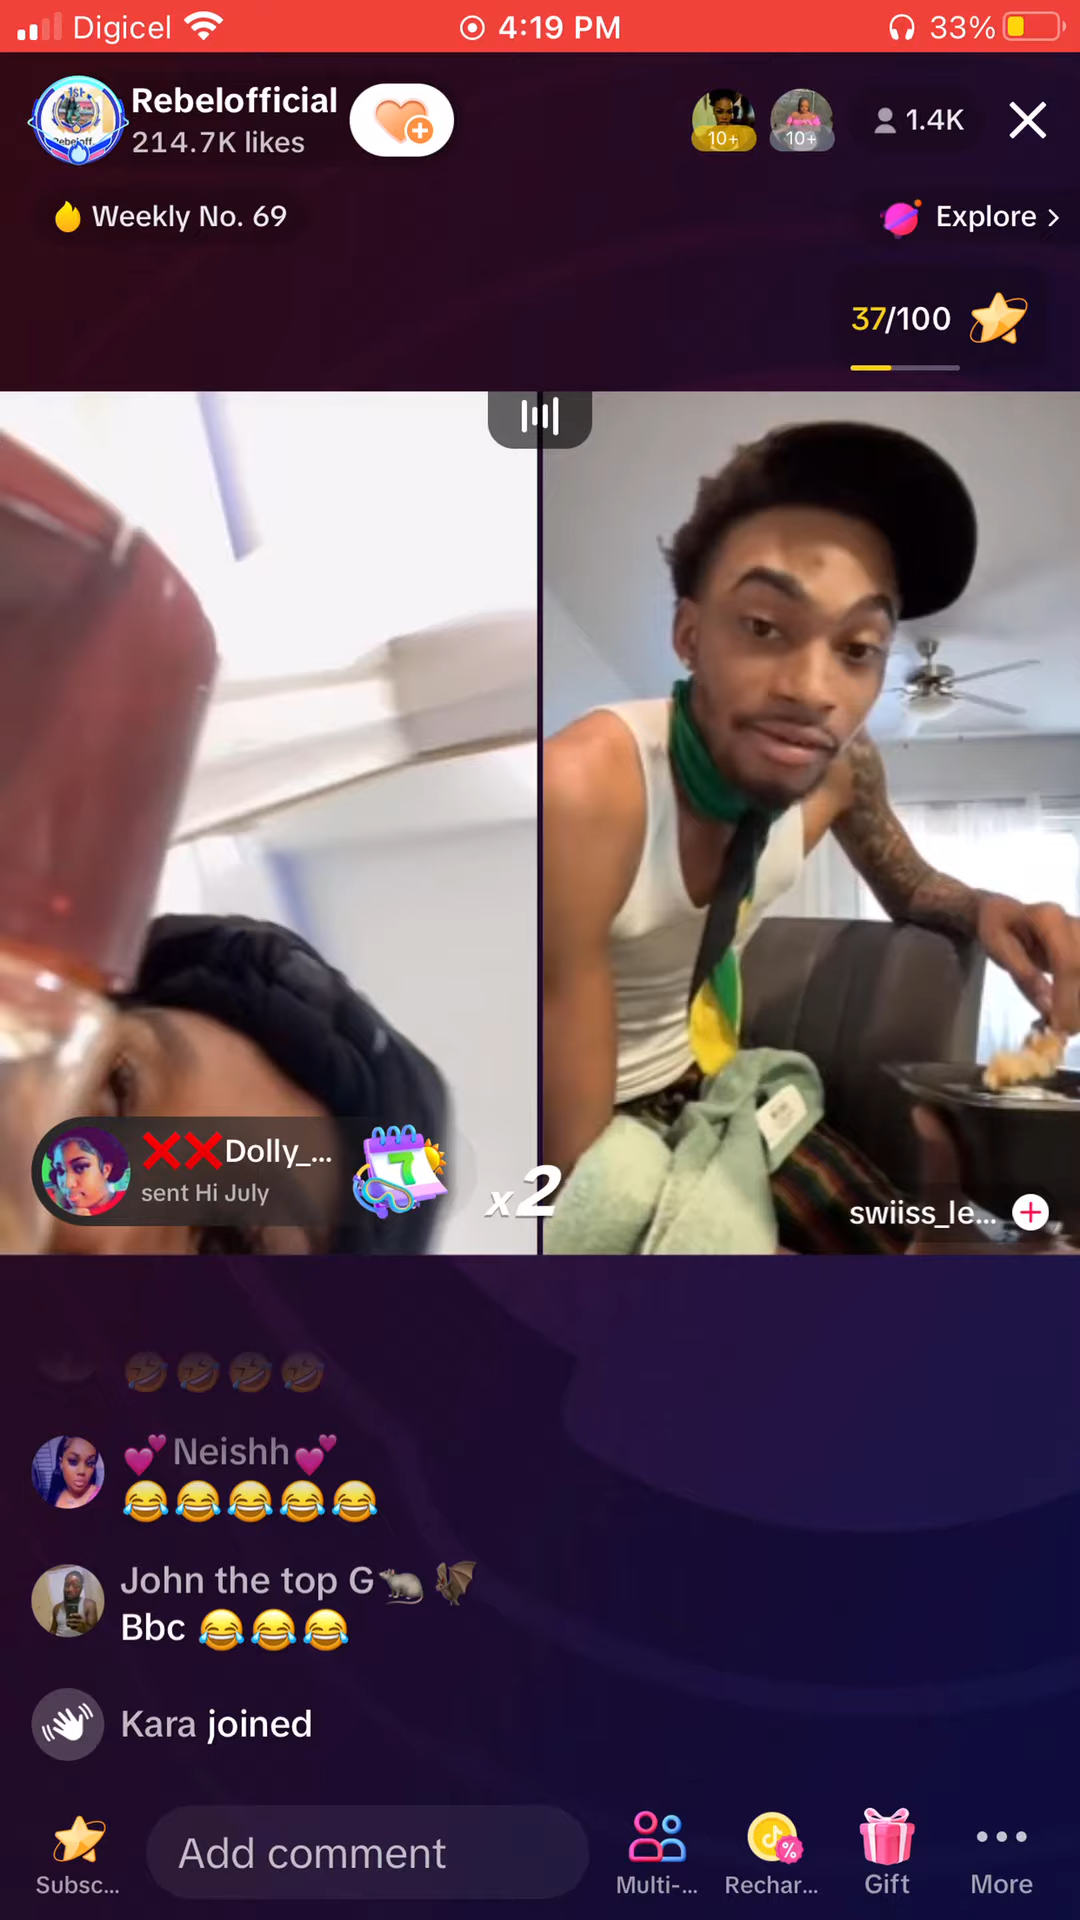 Digicel
4:19 PM
33%
Rebelofficial
214.7K likes
10+
10+
1.4K
Weekly No. 69
Explore >
37/100
❌❌Dolly_...
sent Hi July
7
x2
swiiss_le...
🤣🤣🤣🤣
💕Neishh💕
😂😂😂😂😂
John the top G🐀🦇
Bbc 😂😂😂
Kara joined
Add comment
Subsc...
Multi-...
Rechar...
Gift
More